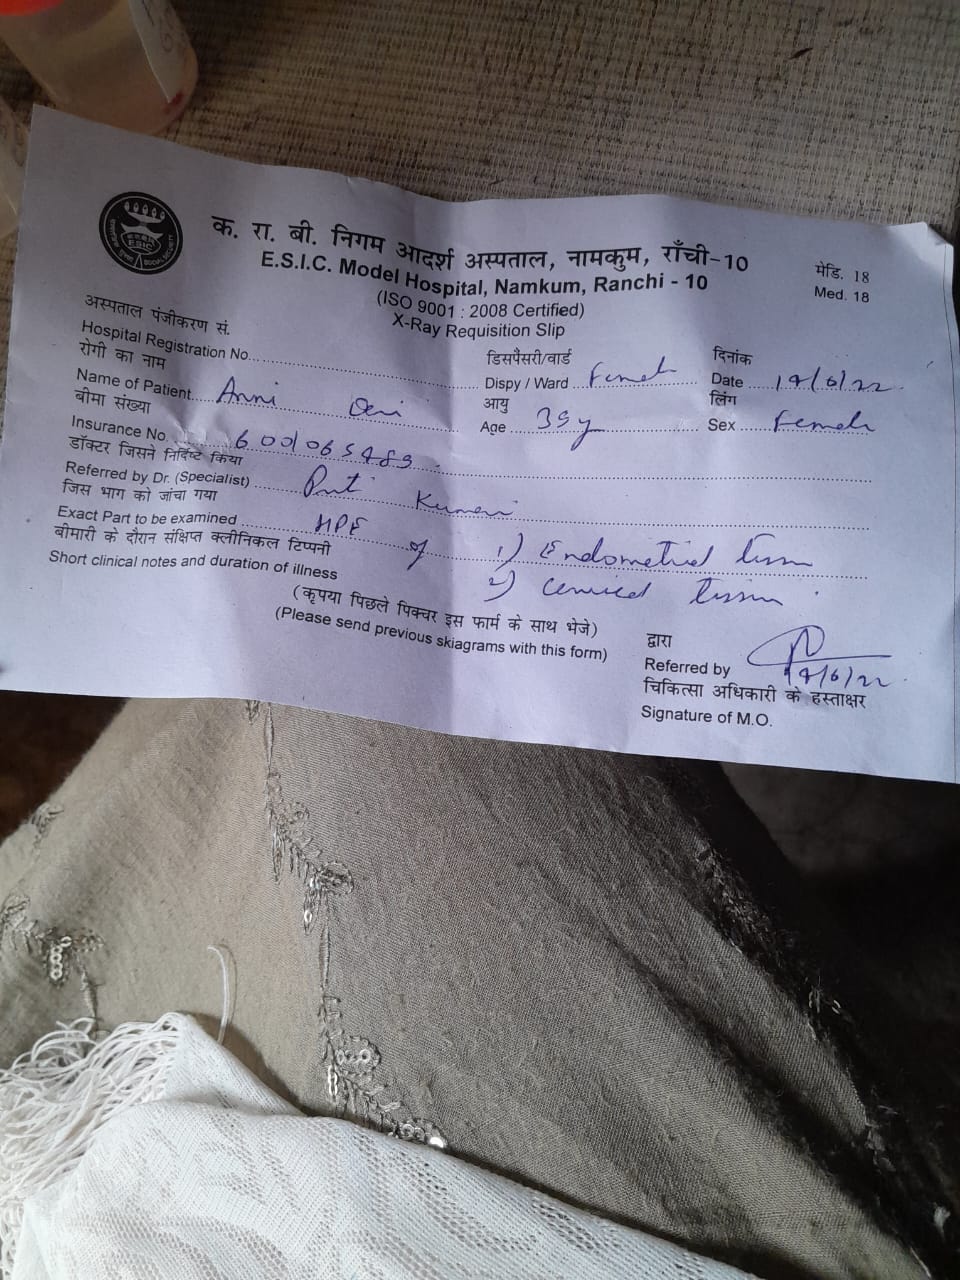 क. रा. बी. निगम आदर्श अस्पताल, नामकुम, राँची-10
E.S.I.C. Model Hospital, Namkum, Ranchi - 10
(ISO 9001 : 2008 Certified)
X-Ray Requisition Slip
मेडि. 18
Med. 18
अस्पताल पंजीकरण सं.
Hospital Registration No.
डिसपैंसरी/वार्ड
Dispy / Ward Female
दिनांक
Date 17/6/22
रोगी का नाम
Name of Patient Anni Devi
आयु
Age 35y
लिंग
Sex Female
बीमा संख्या
Insurance No. 6001065489
डॉक्टर जिसने निर्दिष्ट किया
Referred by Dr. (Specialist) Kumari
जिस भाग को जांचा गया
Exact Part to be examined HPE of 1) Endometrial tissue
2) Cervical tissue
बीमारी के दौरान संक्षिप्त क्लीनिकल टिप्पनी
Short clinical notes and duration of illness
(कृपया पिछले पिक्चर इस फार्म के साथ भेजे)
(Please send previous skiagrams with this form)
द्वारा
Referred by
17/6/22
चिकित्सा अधिकारी के हस्ताक्षर
Signature of M.O.